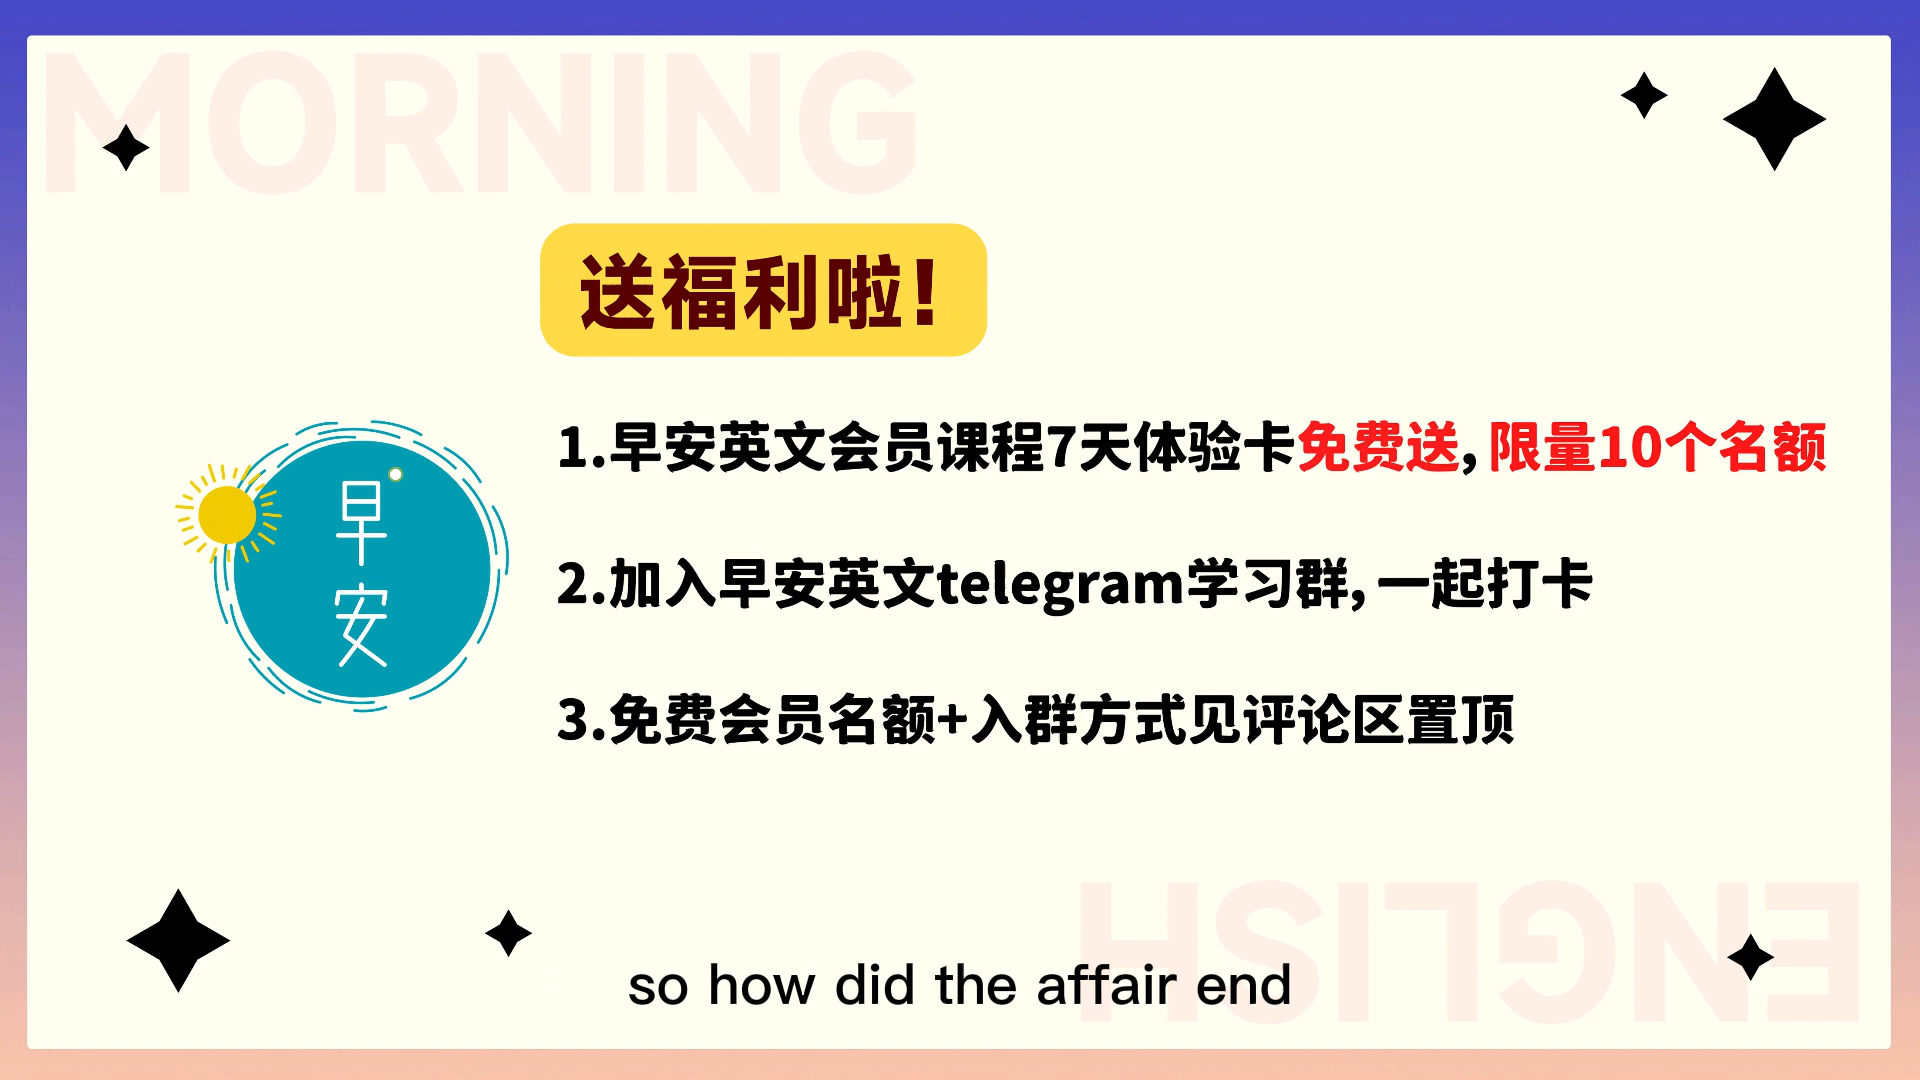 MORNING
送福利啦!
1.早安英文会员课程7天体验卡免费送,限量10个名额
早安
2.加入早安英文telegram学习群,一起打卡
3.免费会员名额+入群方式见评论区置顶
ENGLISH
so how did the affair end